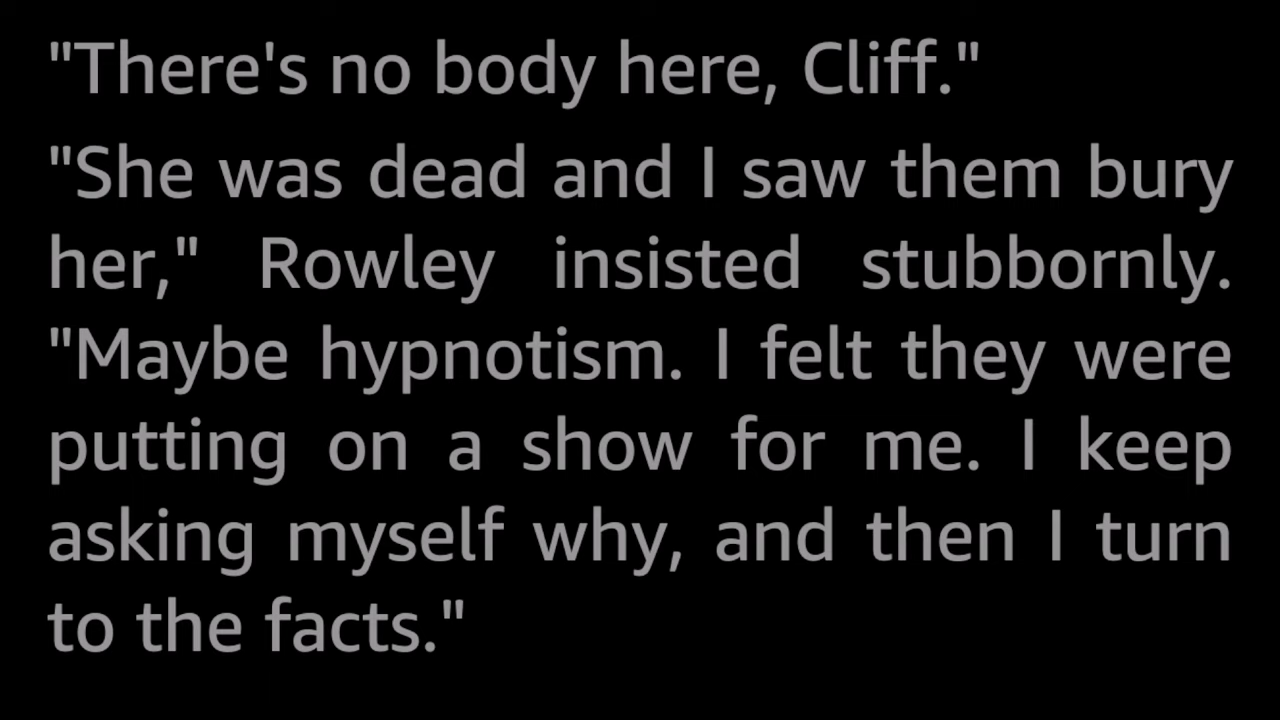 "There's no body here, Cliff."
"She was dead and I saw them bury
her," Rowley insisted stubbornly.
"Maybe hypnotism. I felt they were
putting on a show for me. I keep
asking myself why, and then I turn
to the facts."